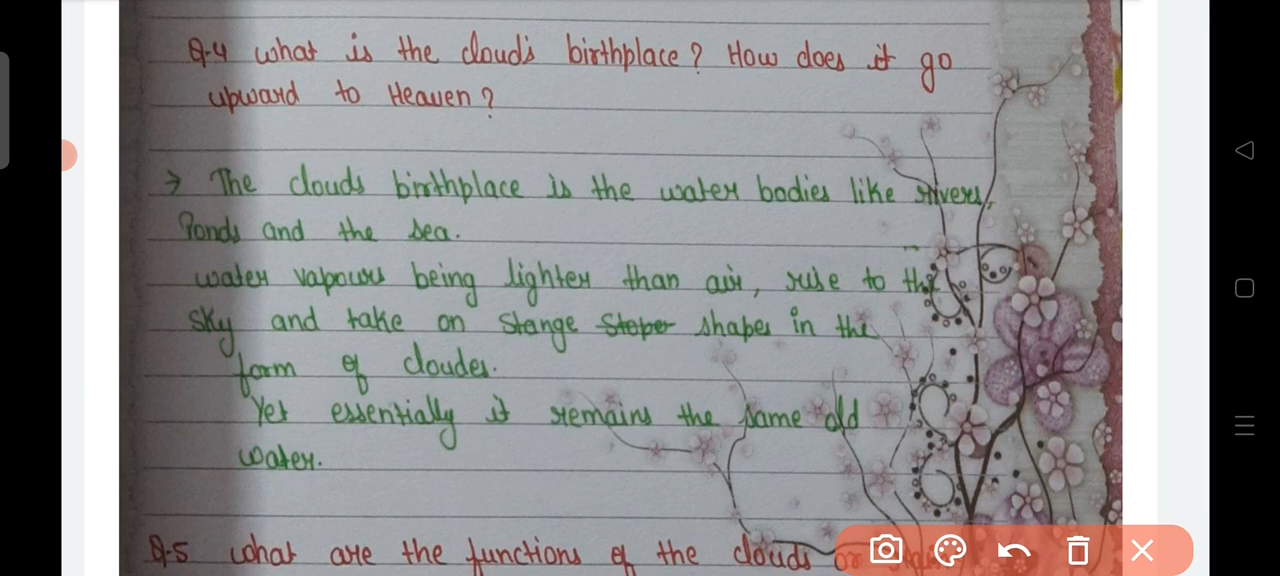 Q.4 what is the cloud's birthplace? How does it go
upward to Heaven?
→ The clouds birthplace is the water bodies like rivers,
Ponds and the sea.
water vapours being lighter than air, rise to the
sky and take on stange shapes in the
form of cloudes.
Yet essentially it remains the same old
water.
Q.5 what are the functions of the clouds or